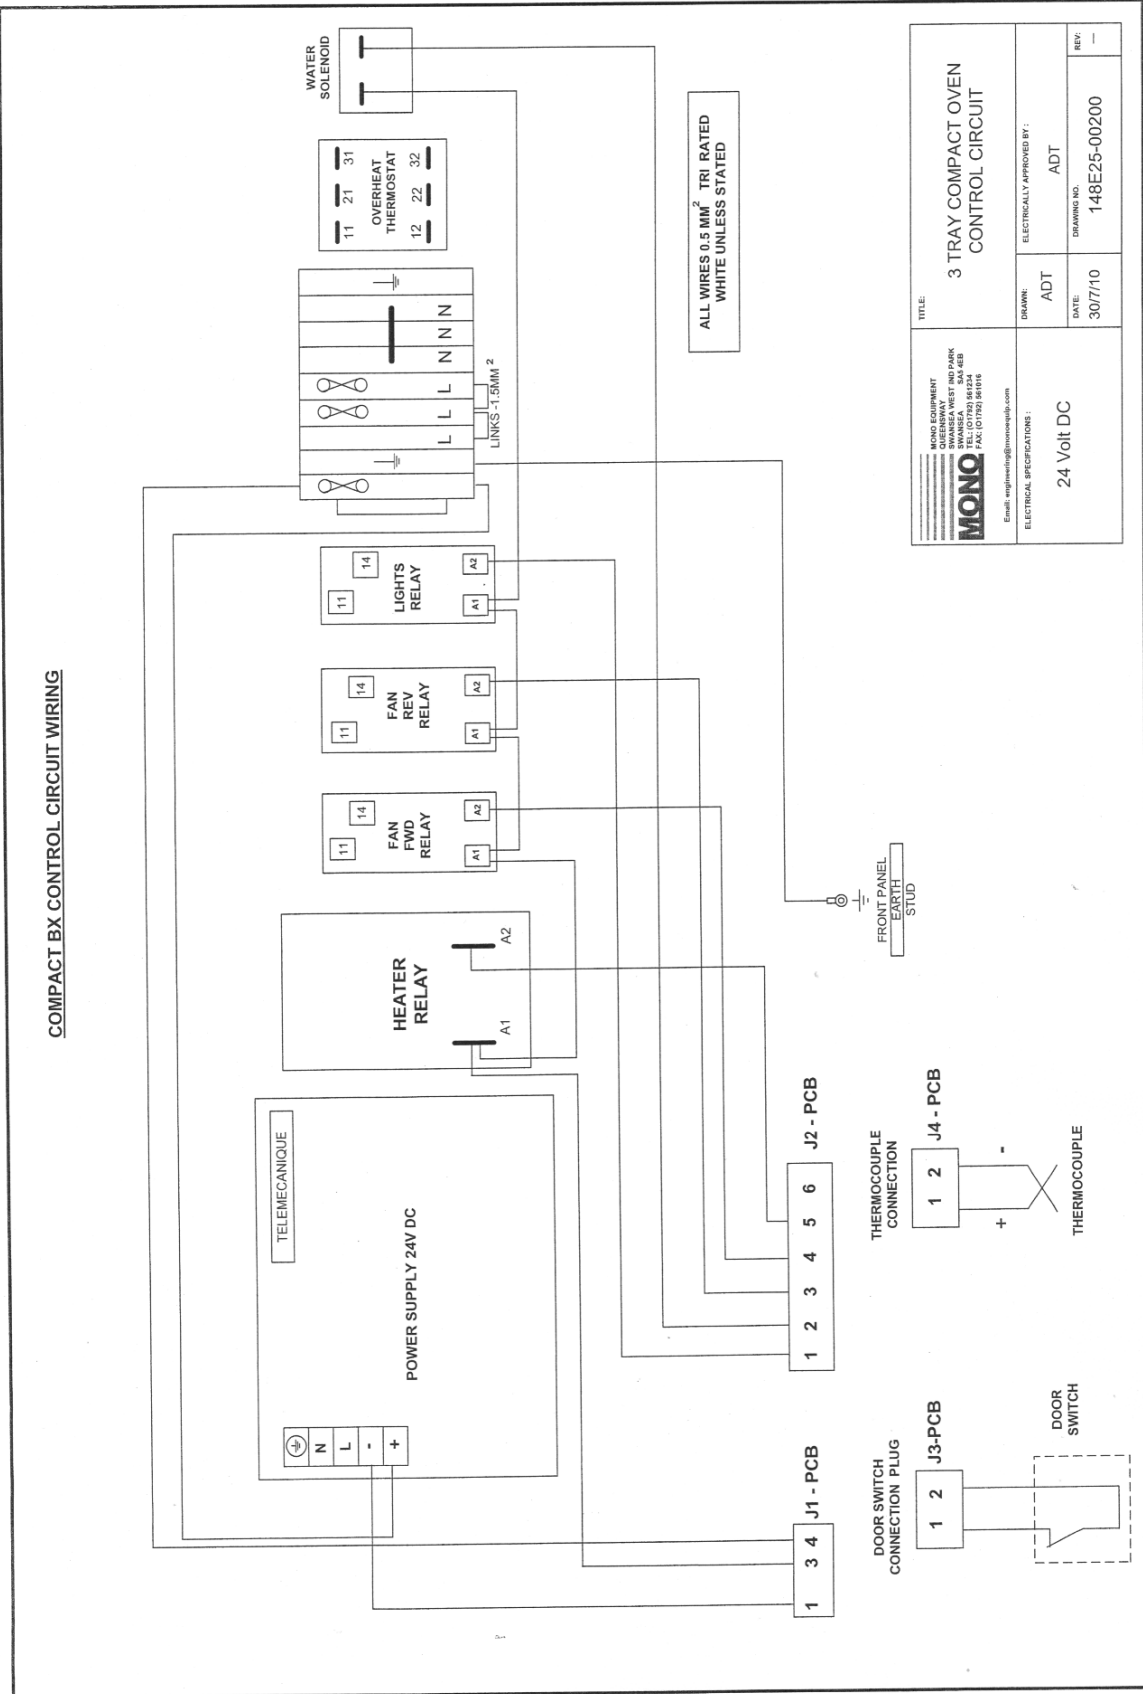 COMPACT BX CONTROL CIRCUIT WIRING
TELEMECANIQUE
POWER SUPPLY 24V DC
N
L
-
+
HEATER
RELAY
A1
A2
11
14
FAN
FWD
RELAY
A1
A2
11
14
FAN
REV
RELAY
A1
A2
11
14
LIGHTS
RELAY
A1
A2
L L L N N N
LINKS -1.5MM 2
11 21 31
OVERHEAT
THERMOSTAT
12 22 32
WATER
SOLENOID
ALL WIRES 0.5 MM2 TRI RATED
WHITE UNLESS STATED
FRONT PANEL
EARTH
STUD
1 3 4
J1 - PCB
1 2 3 4 5 6
J2 - PCB
DOOR SWITCH
CONNECTION PLUG
1 2
J3-PCB
DOOR
SWITCH
THERMOCOUPLE
CONNECTION
1 2
J4 - PCB
+ -
THERMOCOUPLE
MONO
MONO EQUIPMENT
QUEENSWAY
SWANSEA WEST IND PARK
SWANSEA SA5 4EB
TEL: (O1792) 561234
FAX: (O1792) 561016
Email: engineering@monoequip.com
TITLE:
3 TRAY COMPACT OVEN
CONTROL CIRCUIT
ELECTRICAL SPECIFICATIONS :
24 Volt DC
DRAWN:
ADT
ELECTRICALLY APPROVED BY :
ADT
DATE:
30/7/10
DRAWING NO.
148E25-00200
REV:
—